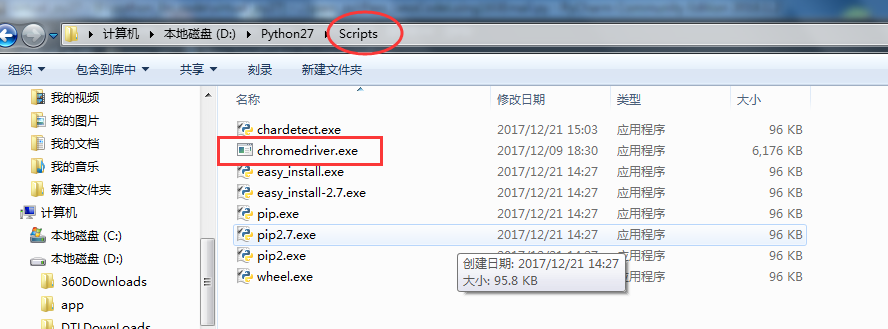 计算机 本地磁盘 (D:) Python27 Scripts
组织 包含到库中 共享 刻录 新建文件夹
我的视频
我的图片
我的文档
我的音乐
新建文件夹
计算机
本地磁盘 (C:)
本地磁盘 (D:)
360Downloads
app
DTLDownLoads
名称 修改日期 类型 大小
chardetect.exe 2017/12/21 15:03 应用程序 96 KB
chromedriver.exe 2017/12/09 18:30 应用程序 6,176 KB
easy_install.exe 2017/12/21 14:27 应用程序 96 KB
easy_install-2.7.exe 2017/12/21 14:27 应用程序 96 KB
pip.exe 2017/12/21 14:27 应用程序 96 KB
pip2.7.exe 2017/12/21 14:27 应用程序 96 KB
pip2.exe 2017/12/21 14:27 应用程序 96 KB
wheel.exe 应用程序 96 KB
创建日期: 2017/12/21 14:27
大小: 95.8 KB